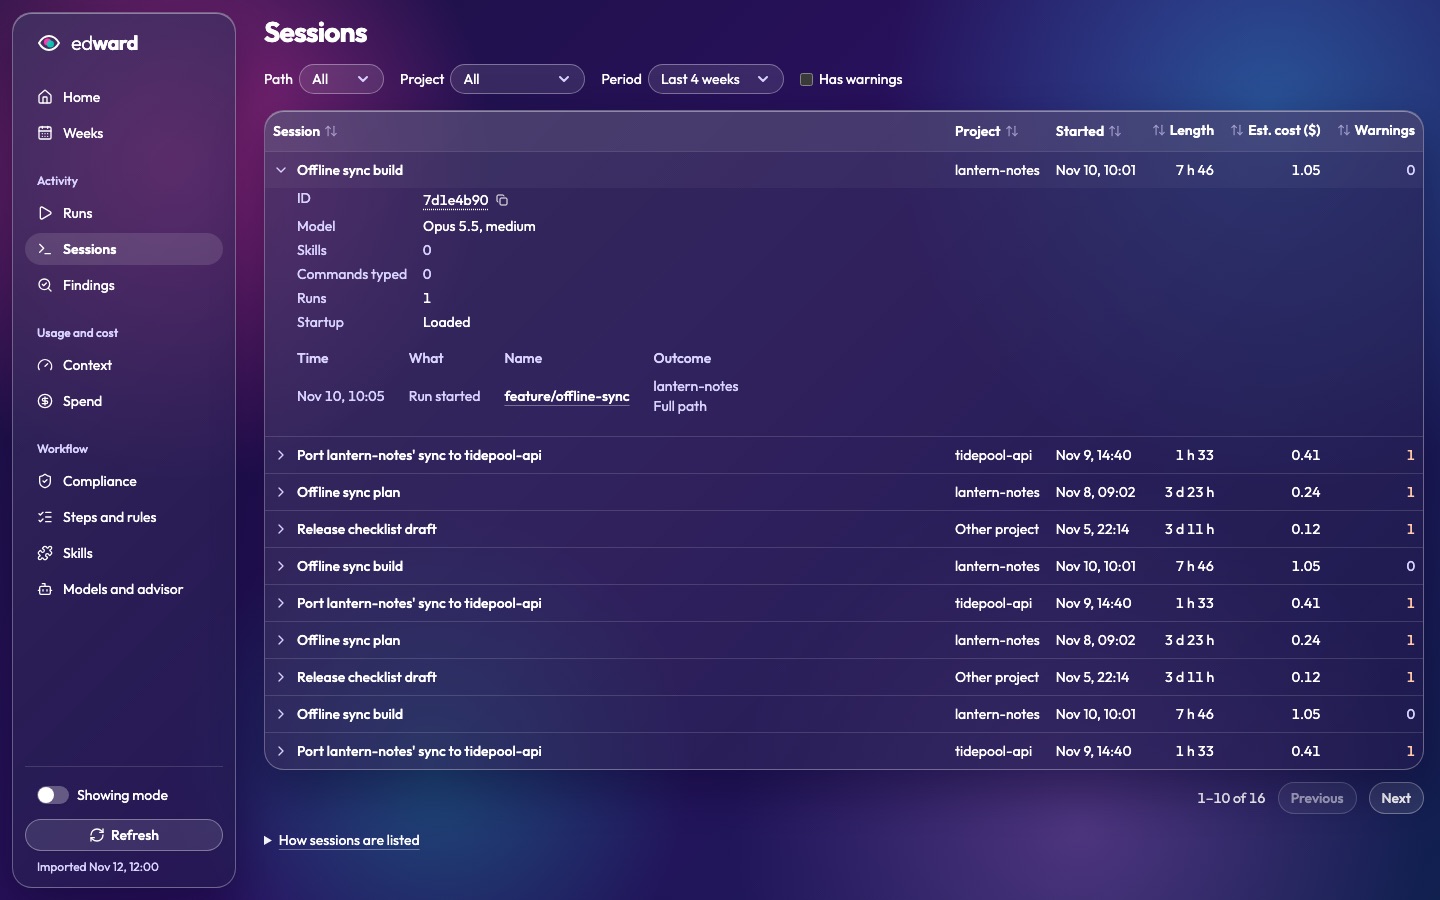 edward
Home
Weeks
Activity
Runs
Sessions
Findings
Usage and cost
Context
Spend
Workflow
Compliance
Steps and rules
Skills
Models and advisor
Showing mode
Refresh
Imported Nov 12, 12:00
Sessions
Path All Project All Period Last 4 weeks Has warnings
Session Project Started Length Est. cost ($) Warnings
Offline sync build lantern-notes Nov 10, 10:01 7 h 46 1.05 0
ID 7d1e4b90
Model Opus 5.5, medium
Skills 0
Commands typed 0
Runs 1
Startup Loaded
Time What Name Outcome
Nov 10, 10:05 Run started feature/offline-sync lantern-notes
Full path
Port lantern-notes' sync to tidepool-api tidepool-api Nov 9, 14:40 1 h 33 0.41 1
Offline sync plan lantern-notes Nov 8, 09:02 3 d 23 h 0.24 1
Release checklist draft Other project Nov 5, 22:14 3 d 11 h 0.12 1
Offline sync build lantern-notes Nov 10, 10:01 7 h 46 1.05 0
Port lantern-notes' sync to tidepool-api tidepool-api Nov 9, 14:40 1 h 33 0.41 1
Offline sync plan lantern-notes Nov 8, 09:02 3 d 23 h 0.24 1
Release checklist draft Other project Nov 5, 22:14 3 d 11 h 0.12 1
Offline sync build lantern-notes Nov 10, 10:01 7 h 46 1.05 0
Port lantern-notes' sync to tidepool-api tidepool-api Nov 9, 14:40 1 h 33 0.41 1
1–10 of 16 Previous Next
How sessions are listed